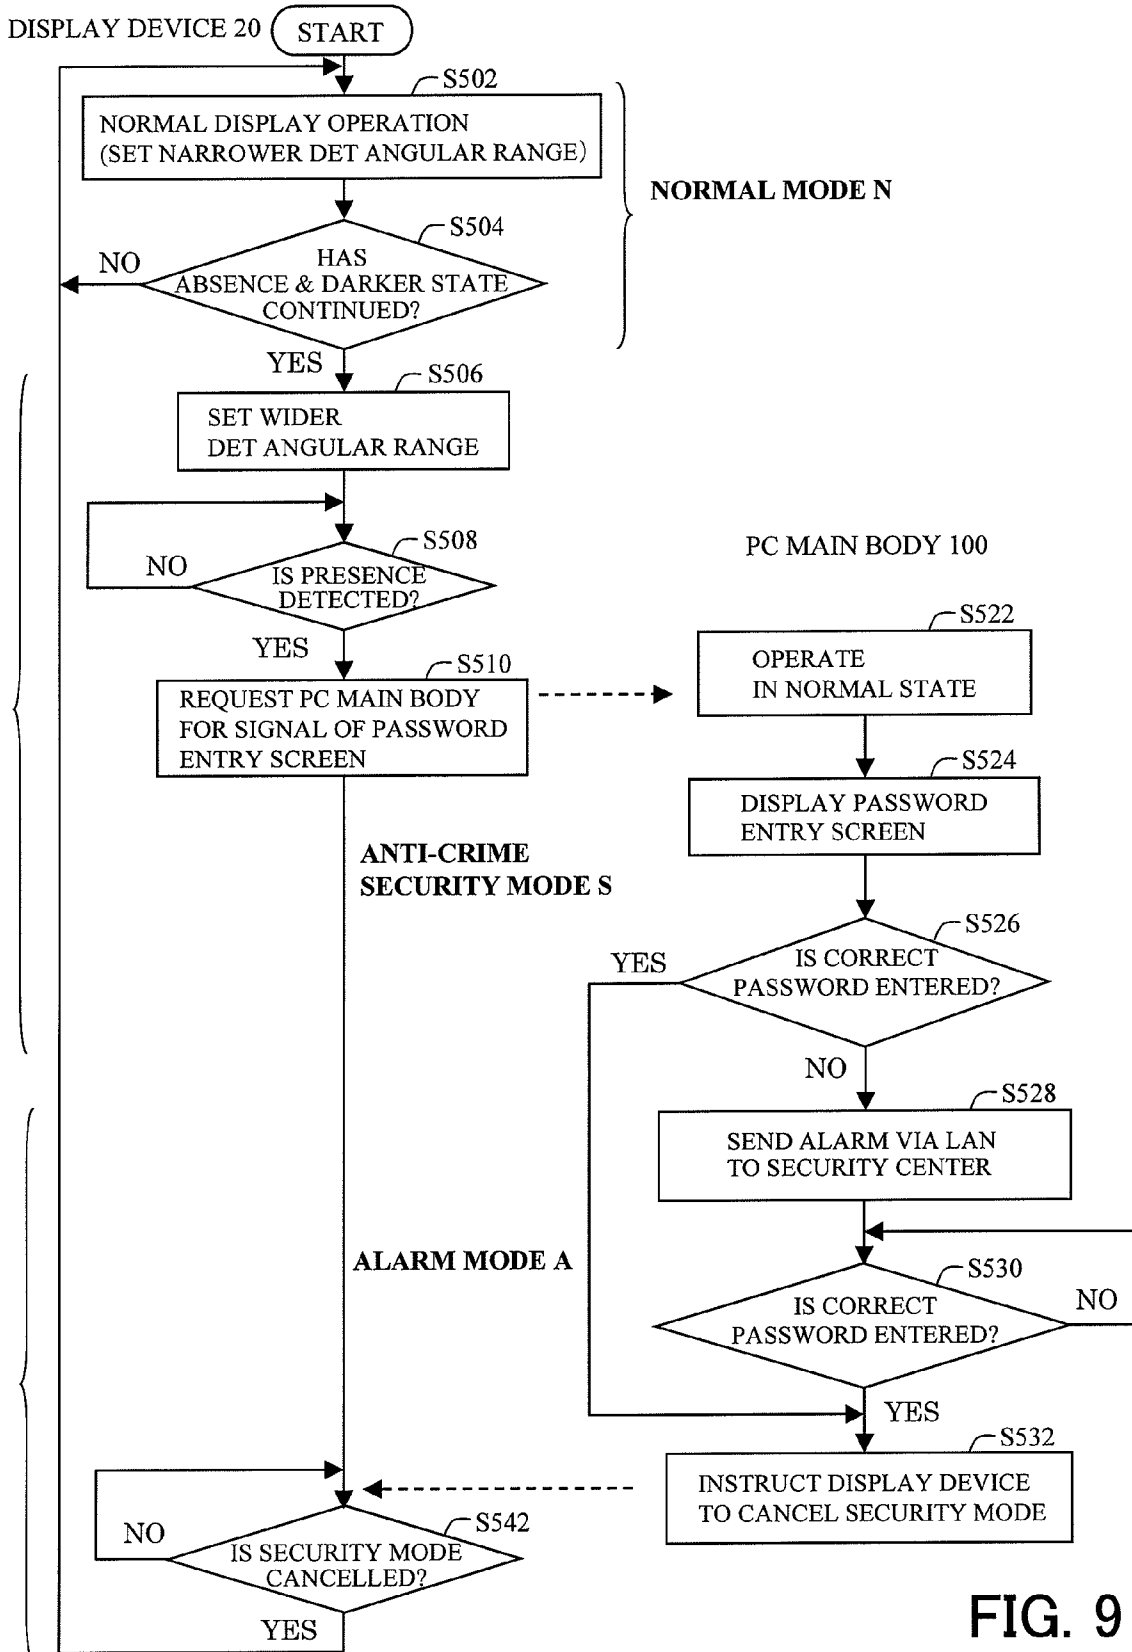 DISPLAY DEVICE 20
START
S502
NORMAL DISPLAY OPERATION
(SET NARROWER DET ANGULAR RANGE)
NORMAL MODE N
S504
HAS
ABSENCE & DARKER STATE
CONTINUED?
NO
YES
S506
SET WIDER
DET ANGULAR RANGE
S508
IS PRESENCE
DETECTED?
NO
YES
S510
REQUEST PC MAIN BODY
FOR SIGNAL OF PASSWORD
ENTRY SCREEN
ANTI-CRIME
SECURITY MODE S
ALARM MODE A
PC MAIN BODY 100
S522
OPERATE
IN NORMAL STATE
S524
DISPLAY PASSWORD
ENTRY SCREEN
S526
IS CORRECT
PASSWORD ENTERED?
YES
NO
S528
SEND ALARM VIA LAN
TO SECURITY CENTER
S530
IS CORRECT
PASSWORD ENTERED?
NO
YES
S532
INSTRUCT DISPLAY DEVICE
TO CANCEL SECURITY MODE
S542
IS SECURITY MODE
CANCELLED?
NO
YES
FIG. 9